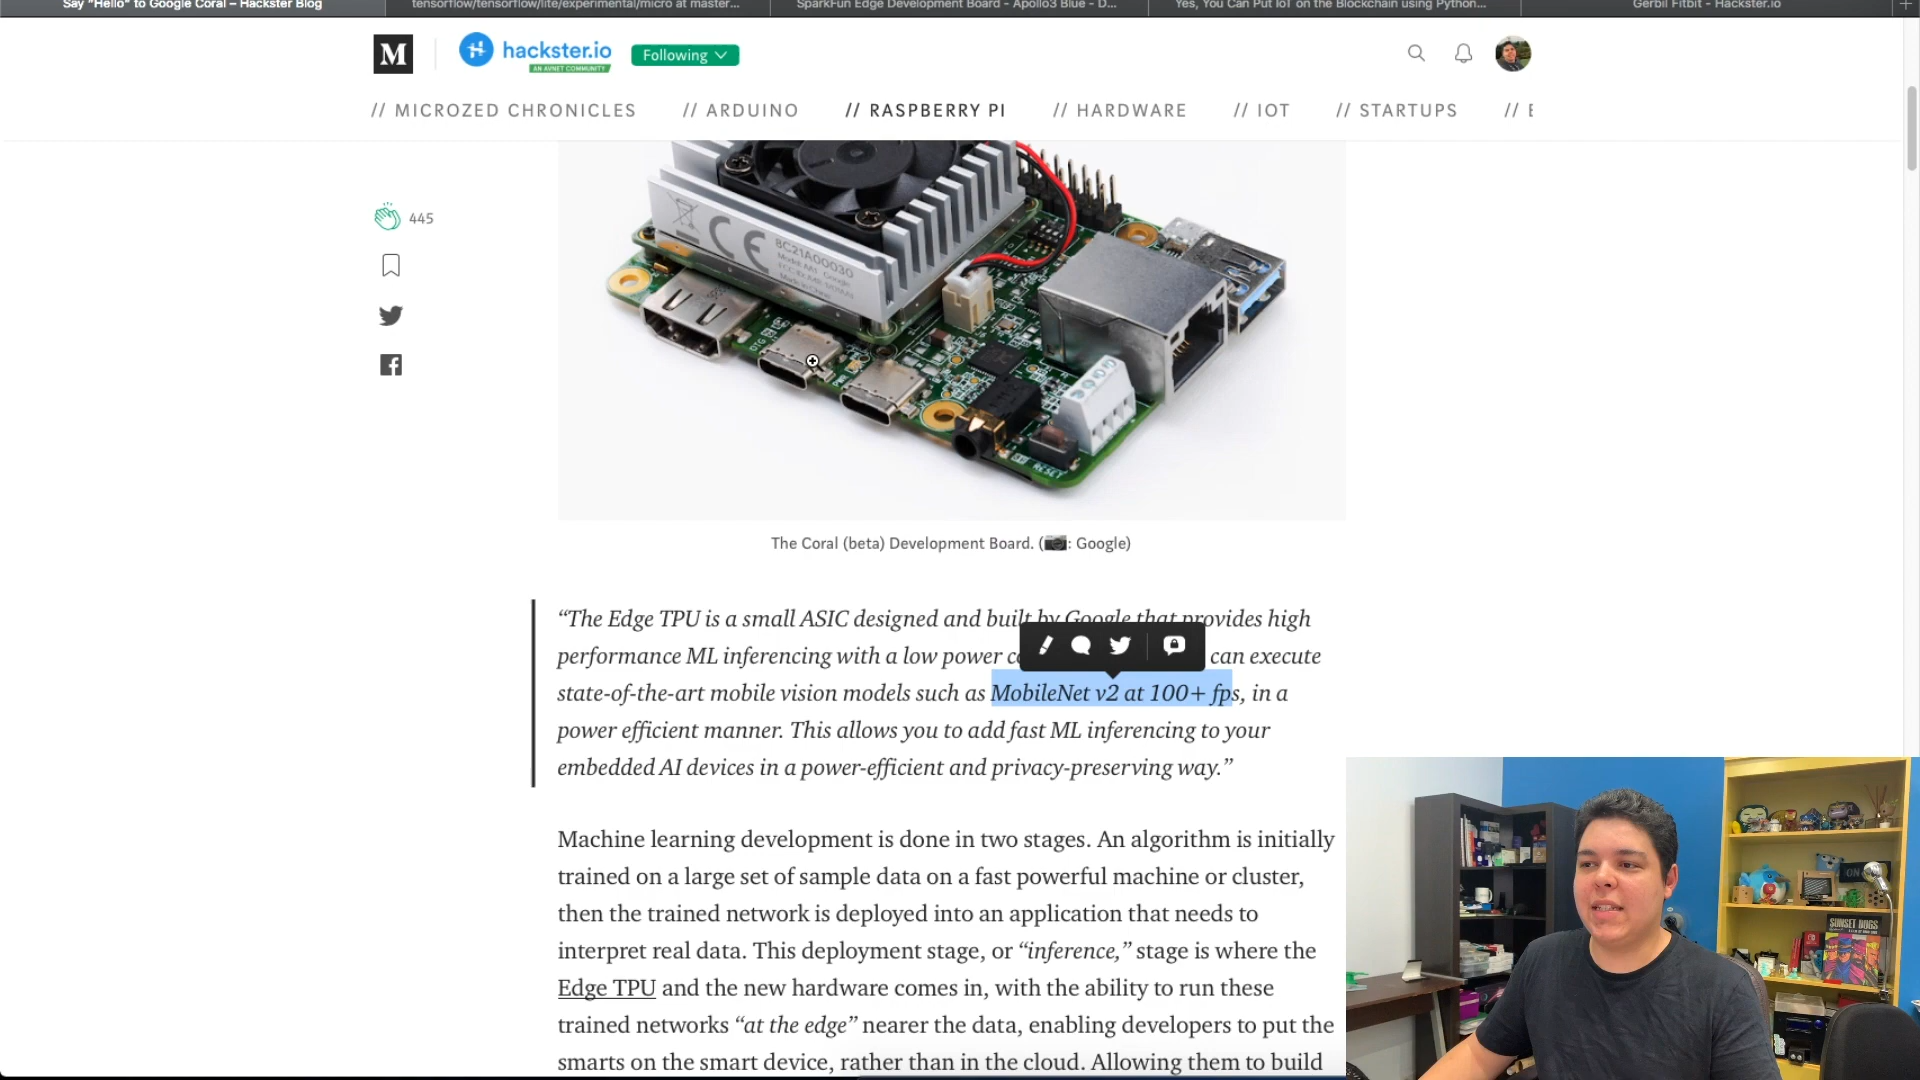 Say "Hello" to Google Coral – Hackster Blog
tensorflow/tensorflow/lite/experimental/micro at master...
SparkFun Edge Development Board - Apollo3 Blue - D...
Yes, You Can Put IoT on the Blockchain using Python...
Gerbil Fitbit - Hackster.io
M
hackster.io
AN AVNET COMMUNITY
Following
// MICROZED CHRONICLES // ARDUINO // RASPBERRY PI // HARDWARE // IOT // STARTUPS // E
445
CE
8C21A00030
RESET
The Coral (beta) Development Board. (📷: Google)
“The Edge TPU is a small ASIC designed and built by Google that provides high
performance ML inferencing with a low power can execute
state-of-the-art mobile vision models such as MobileNet v2 at 100+ fps, in a
power efficient manner. This allows you to add fast ML inferencing to your
embedded AI devices in a power-efficient and privacy-preserving way.”
Machine learning development is done in two stages. An algorithm is initially
trained on a large set of sample data on a fast powerful machine or cluster,
then the trained network is deployed into an application that needs to
interpret real data. This deployment stage, or “inference,” stage is where the
Edge TPU and the new hardware comes in, with the ability to run these
trained networks “at the edge” nearer the data, enabling developers to put the
smarts on the smart device, rather than in the cloud. Allowing them to build
ON
SUNSET DOGS